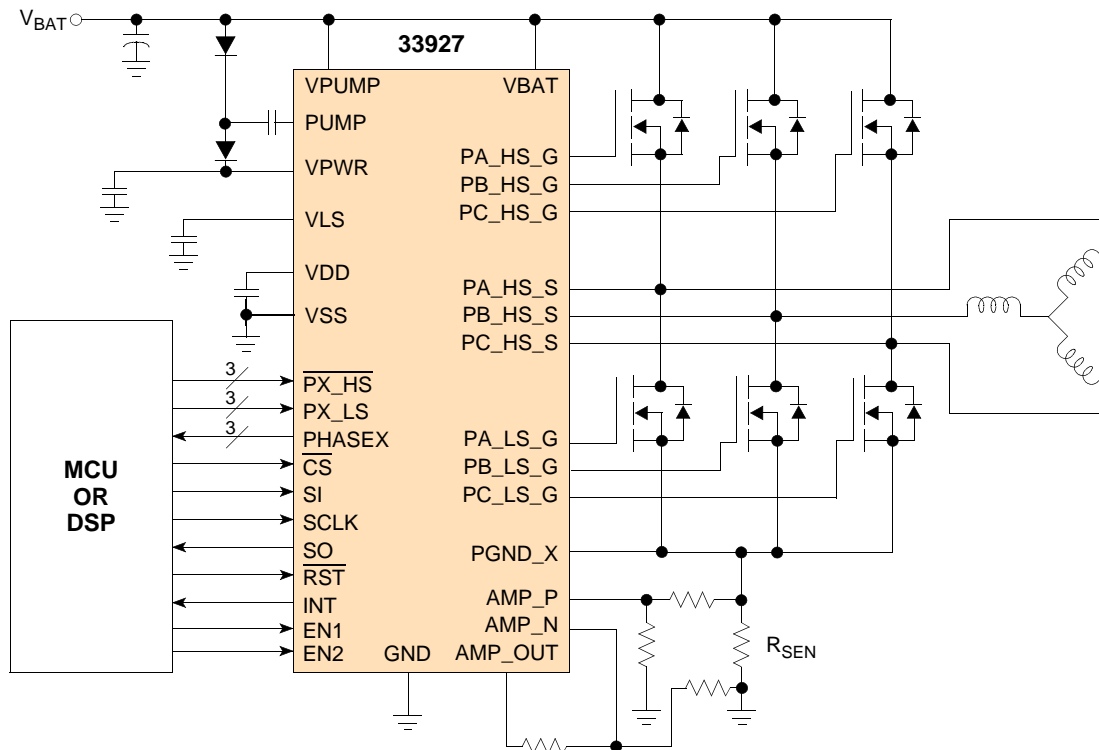 VBAT
33927
VPUMP
VBAT
PUMP
VPWR
VLS
VDD
VSS
PA_HS_G
PB_HS_G
PC_HS_G
PA_HS_S
PB_HS_S
PC_HS_S
3
PX_HS
3
PX_LS
3
PHASEX
CS
SI
SCLK
SO
RST
INT
EN1
EN2
GND
MCU
OR
DSP
PA_LS_G
PB_LS_G
PC_LS_G
PGND_X
AMP_P
AMP_N
AMP_OUT
RSEN